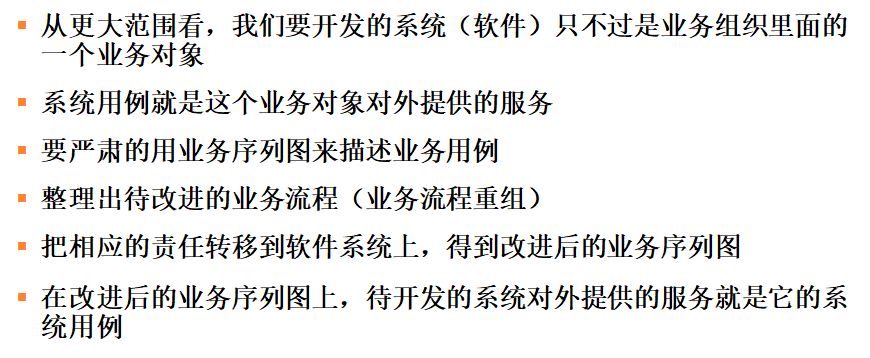 从更大范围看，我们要开发的系统（软件）只不过是业务组织里面的
一个业务对象
系统用例就是这个业务对象对外提供的服务
要严肃的用业务序列图来描述业务用例
整理出待改进的业务流程（业务流程重组）
把相应的责任转移到软件系统上，得到改进后的业务序列图
在改进后的业务序列图上，待开发的系统对外提供的服务就是它的系
统用例